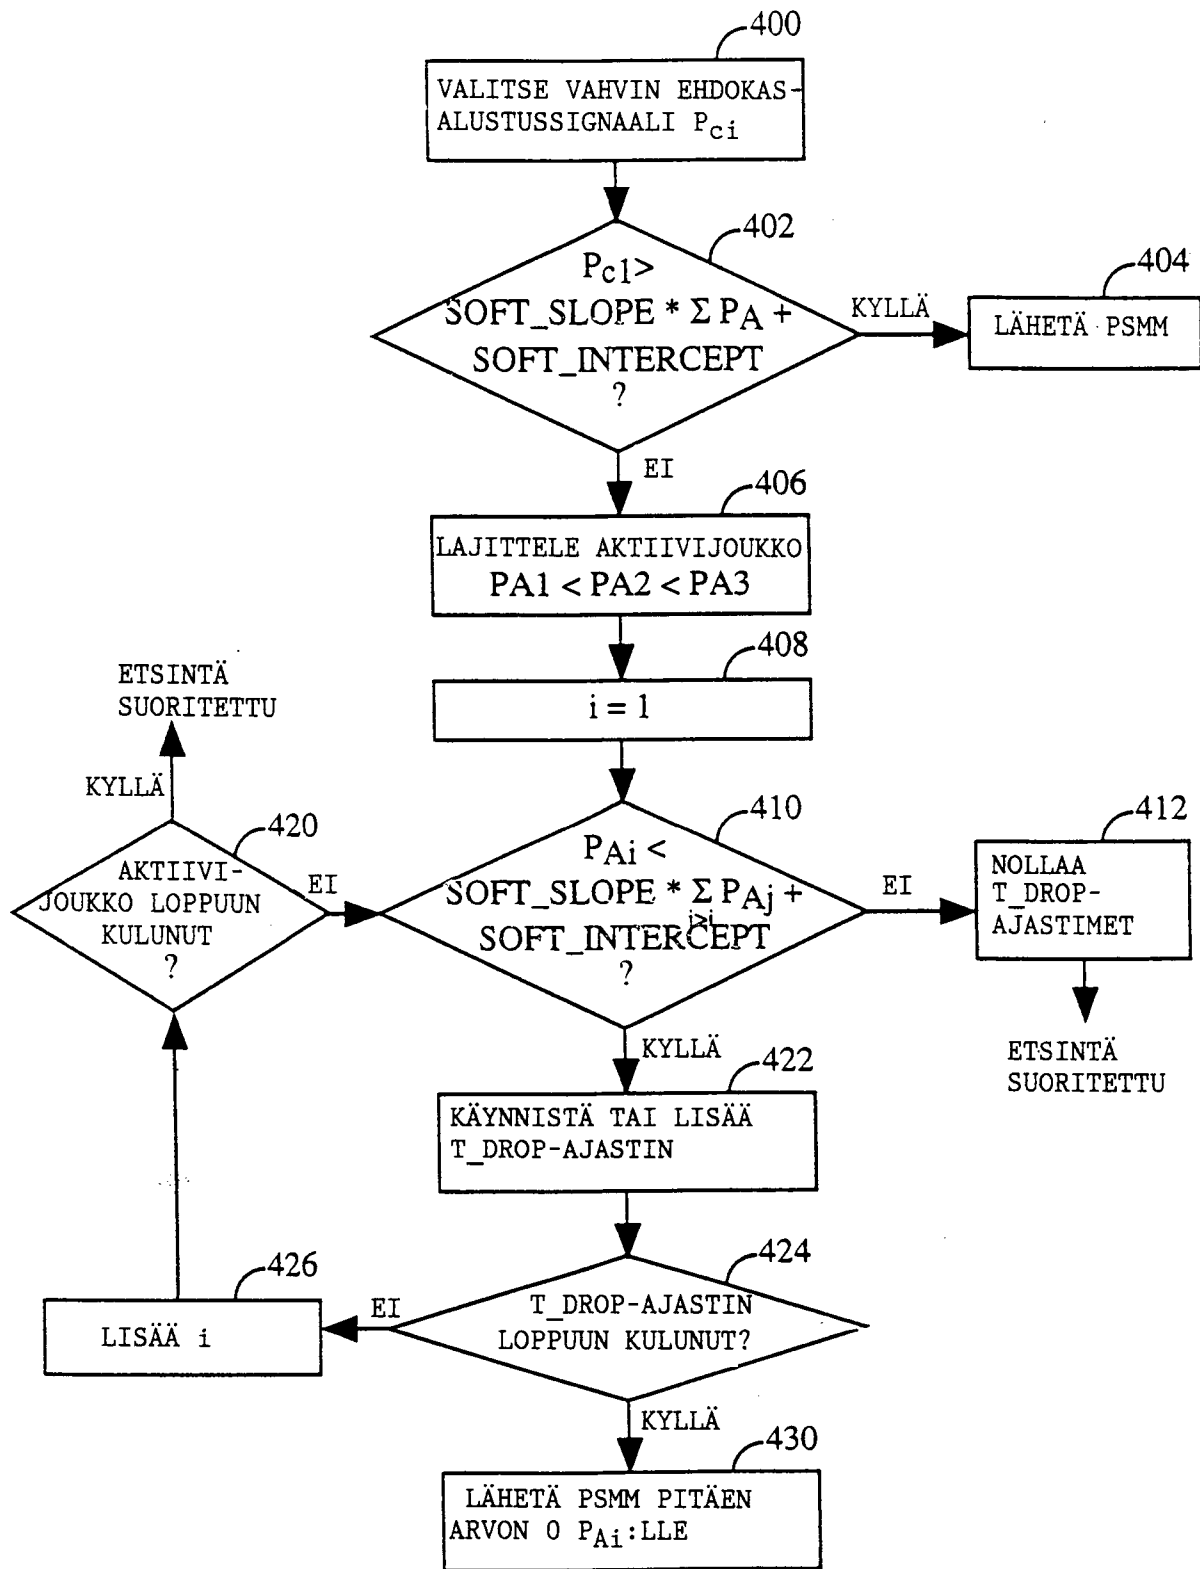 400
VALITSE VAHVIN EHDOKAS-
ALUSTUSSIGNAALI Pci
402
Pc1>
SOFT_SLOPE * Σ PA +
SOFT_INTERCEPT
?
KYLLÄ
404
LÄHETÄ PSMM
EI
406
LAJITTELE AKTIIVIJOUKKO
PA1 < PA2 < PA3
408
i = 1
ETSINTÄ
SUORITETTU
KYLLÄ
420
AKTIIVI-
JOUKKO LOPPUUN
KULUNUT
?
EI
410
PAi <
SOFT_SLOPE * Σ PAj +
j>i
SOFT_INTERCEPT
?
EI
412
NOLLAA
T_DROP-
AJASTIMET
ETSINTÄ
SUORITETTU
KYLLÄ
422
KÄYNNISTÄ TAI LISÄÄ
T_DROP-AJASTIN
424
T_DROP-AJASTIN
LOPPUUN KULUNUT?
EI
426
LISÄÄ i
KYLLÄ
430
LÄHETÄ PSMM PITÄEN
ARVON 0 PAi:LLE